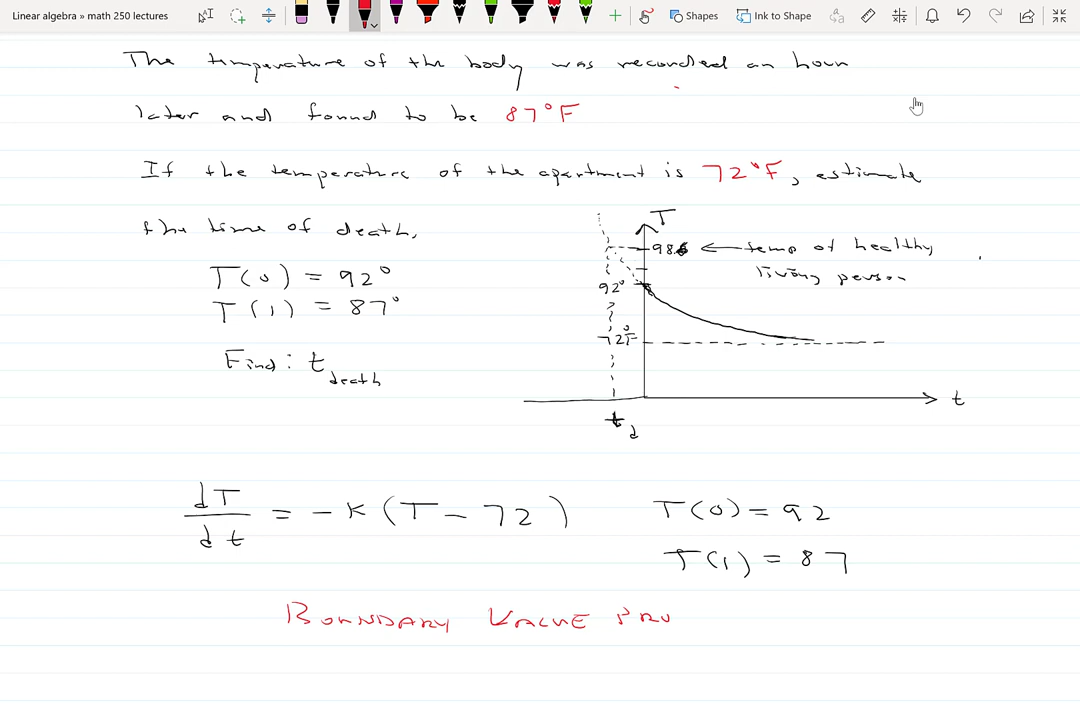 Linear algebra » math 250 lectures
Shapes
Ink to Shape
The temperature of the body was recorded an hour
later and found to be 87°F
If the temperature of the apartment is 72°F, estimate
the time of death.
T(0) = 92°
T(1) = 87°
Find: t death
T
98.6 ← temp of healthy
living person
92°
72°F
t
t d
dT/dt = -K(T-72)
T(0) = 92
T(1) = 87
BOUNDARY VALUE PRO